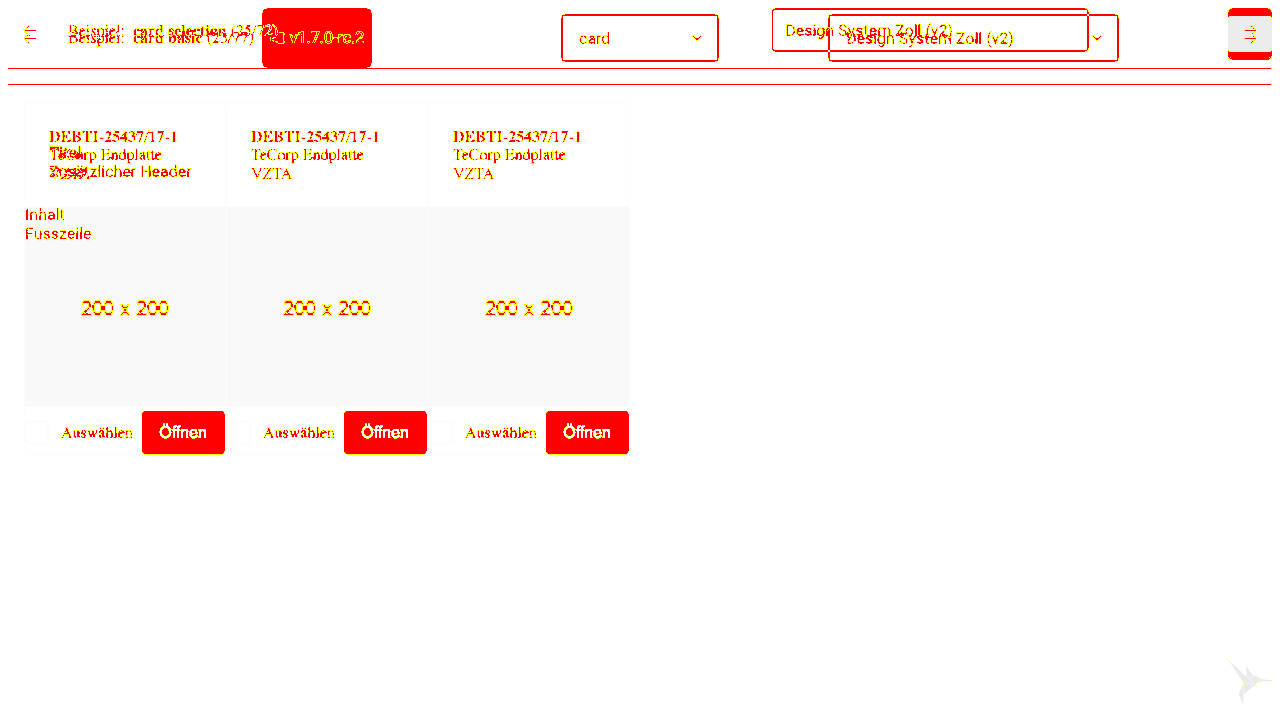 Beispiel: card selection (25/72)
Beispiel: card basic (23/77)
v1.7.0-rc.2
card
Design System Zoll (v2)
Design System Zoll (v2)
DEBTI-25437/17-1
TeCorp Endplatte
Titel
Zusätzlicher Header
DEBTI-25437/17-1
TeCorp Endplatte
VZTA
DEBTI-25437/17-1
TeCorp Endplatte
VZTA
Inhalt
Fusszeile
200 x 200
200 x 200
200 x 200
Auswählen
Öffnen
Auswählen
Öffnen
Auswählen
Öffnen